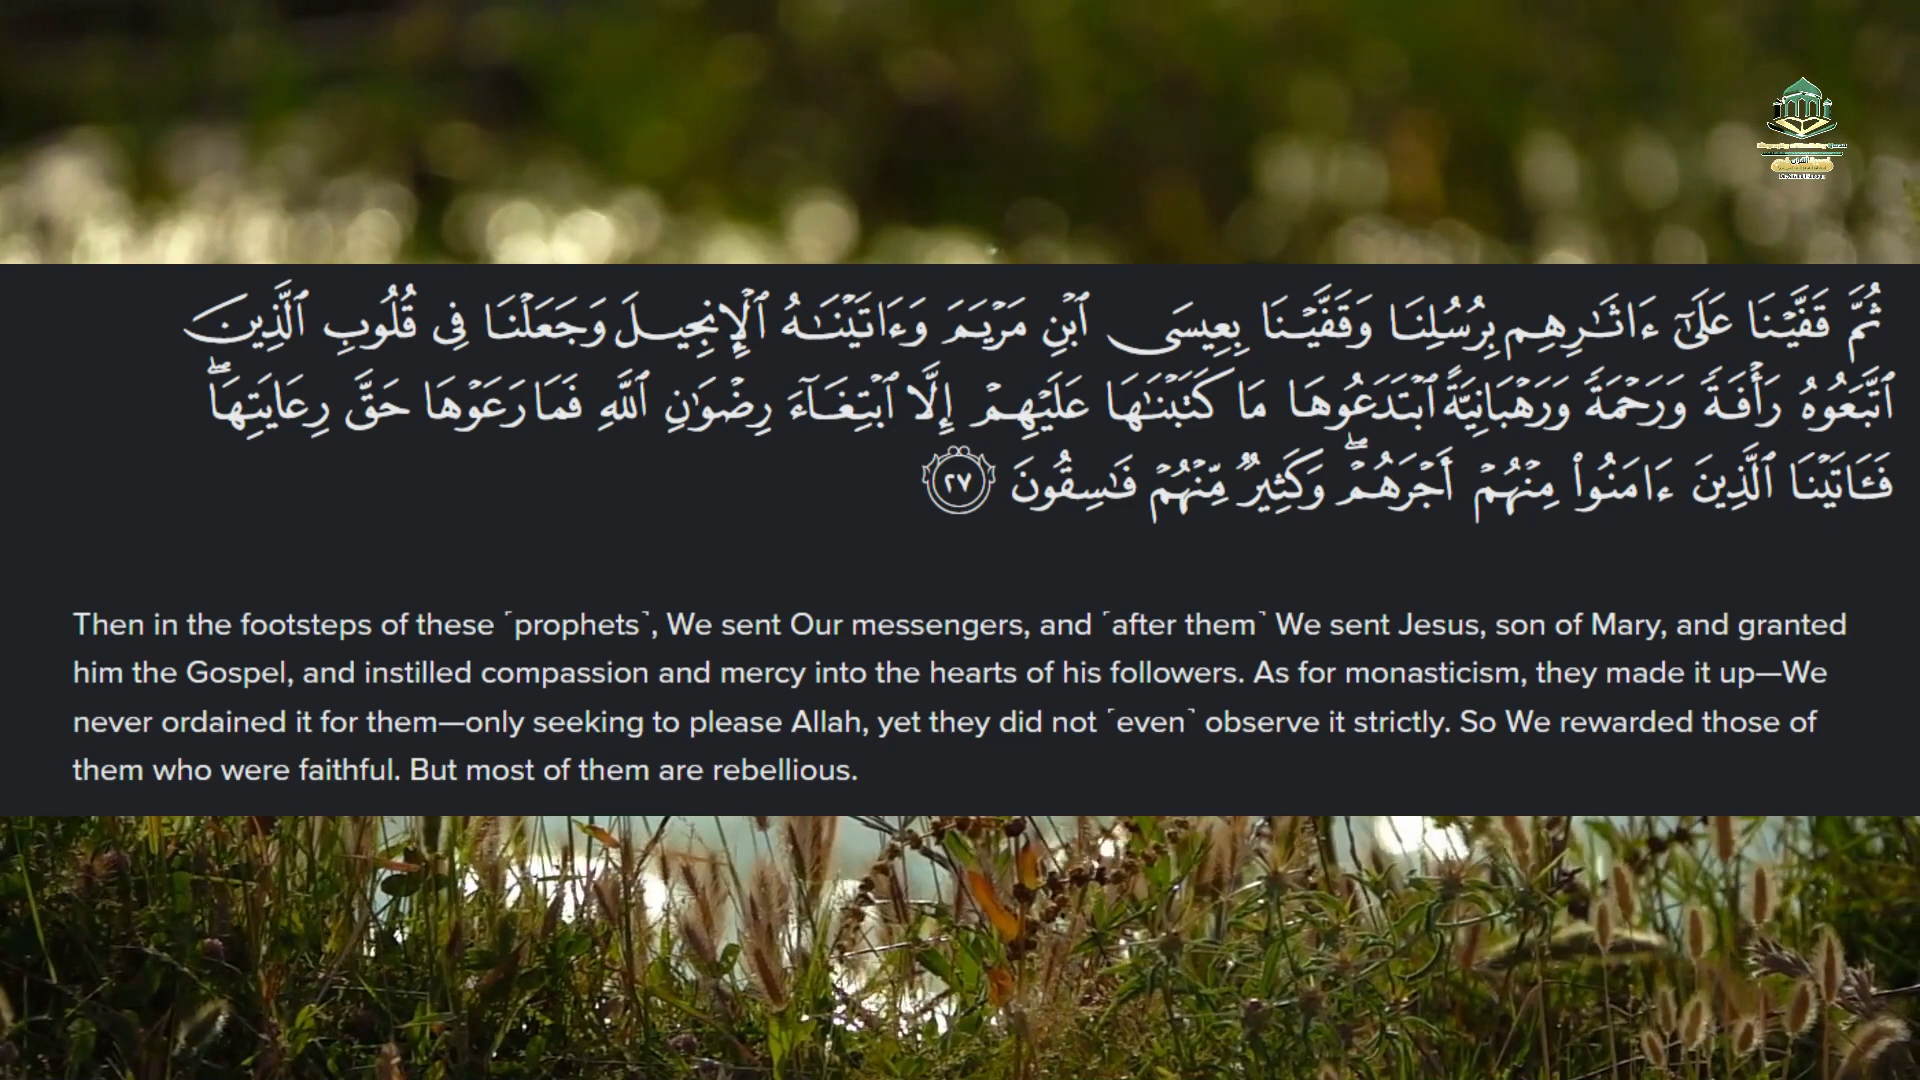 ثُمَّ قَفَّيْنَا عَلَىٰٓ ءَاثَـٰرِهِم بِرُسُلِنَا وَقَفَّيْنَا بِعِيسَى ٱبْنِ مَرْيَمَ وَءَاتَيْنَـٰهُ ٱلْإِنجِيلَ وَجَعَلْنَا فِى قُلُوبِ ٱلَّذِينَ
ٱتَّبَعُوهُ رَأْفَةً وَرَحْمَةً وَرَهْبَانِيَّةً ٱبْتَدَعُوهَا مَا كَتَبْنَـٰهَا عَلَيْهِمْ إِلَّا ٱبْتِغَآءَ رِضْوَٰنِ ٱللَّهِ فَمَا رَعَوْهَا حَقَّ رِعَايَتِهَا ۖ
فَـَٔاتَيْنَا ٱلَّذِينَ ءَامَنُوا۟ مِنْهُمْ أَجْرَهُمْ ۖ وَكَثِيرٌ مِّنْهُمْ فَـٰسِقُونَ ٢٧
Then in the footsteps of these ˹prophets˺, We sent Our messengers, and ˹after them˺ We sent Jesus, son of Mary, and granted
him the Gospel, and instilled compassion and mercy into the hearts of his followers. As for monasticism, they made it up—We
never ordained it for them—only seeking to please Allah, yet they did not ˹even˺ observe it strictly. So We rewarded those of
them who were faithful. But most of them are rebellious.